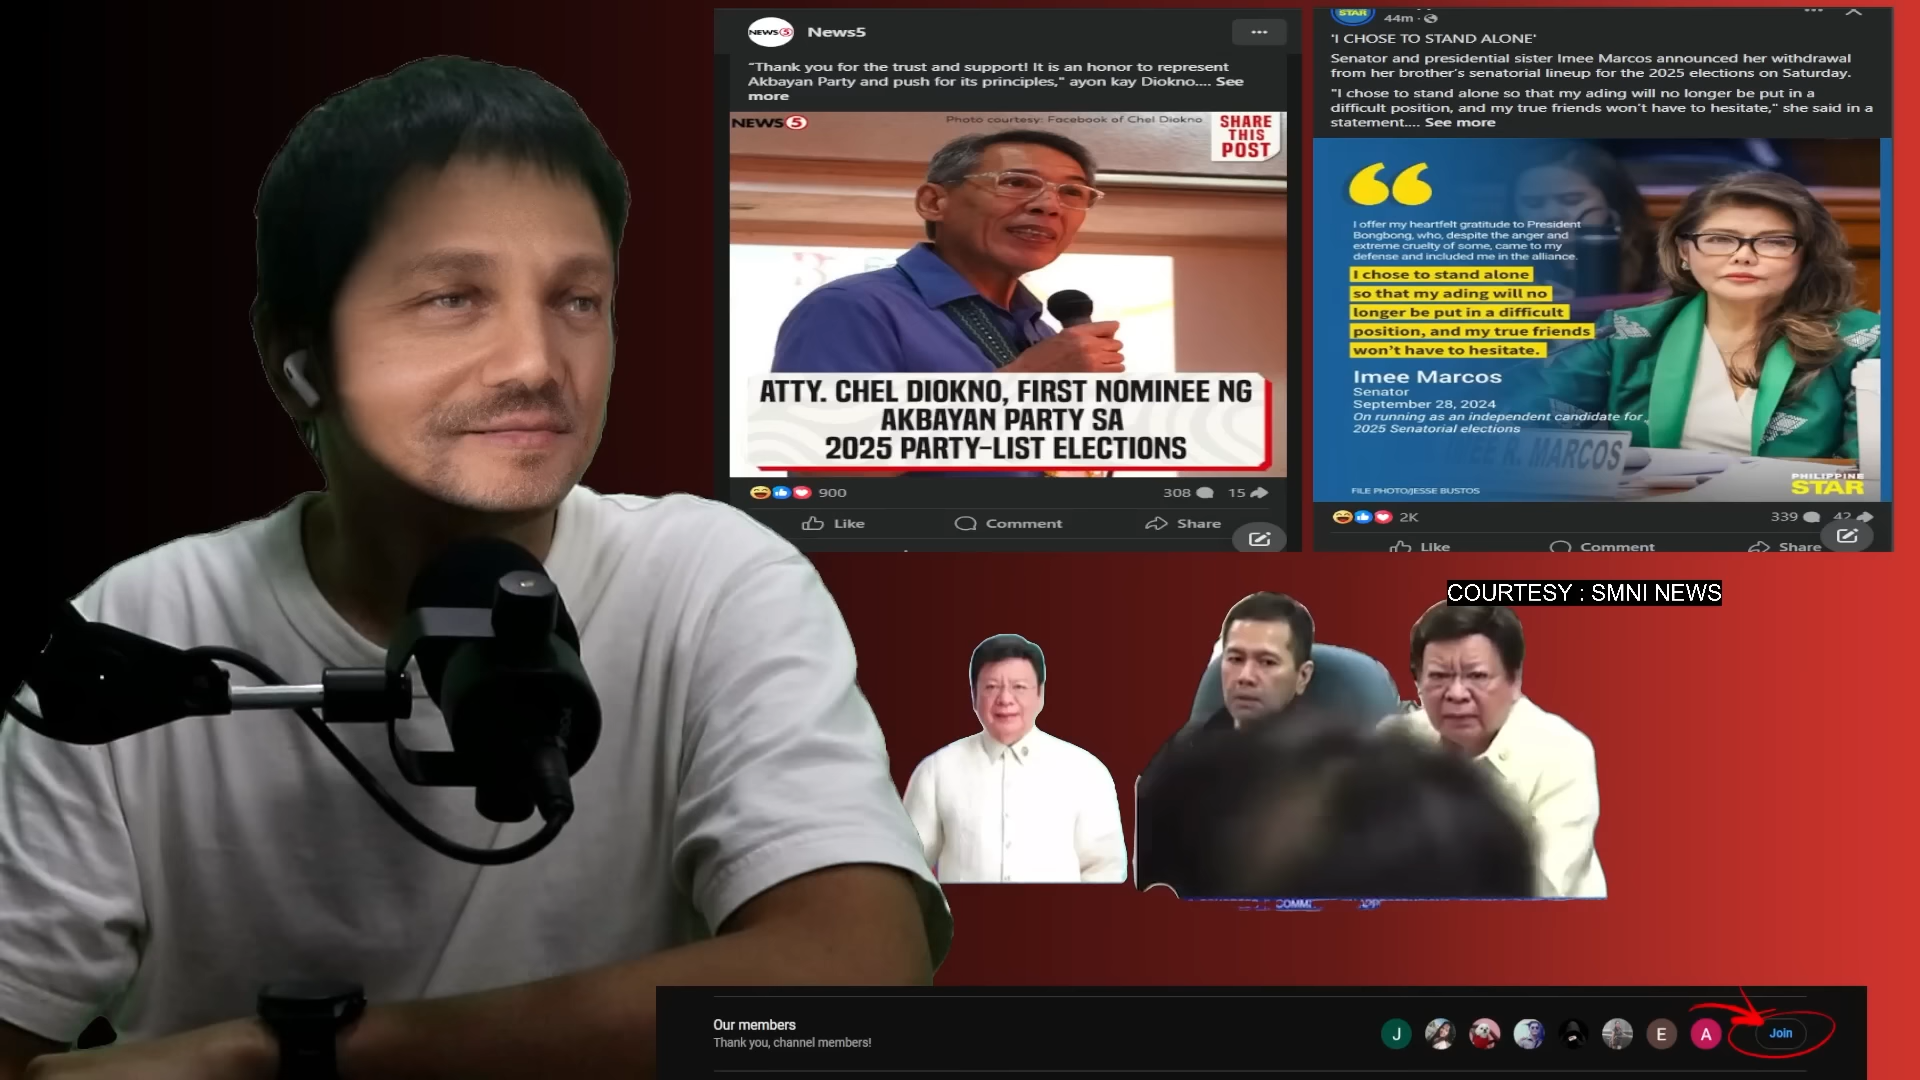 NEWS5
News5
"Thank you for the trust and support! It is an honor to represent
Akbayan Party and push for its principles," ayon kay Diokno.... See
more
NEWS 5
Photo courtesy: Facebook of Chel Diokno
SHARE
THIS
POST
ATTY. CHEL DIOKNO, FIRST NOMINEE NG
AKBAYAN PARTY SA
2025 PARTY-LIST ELECTIONS
900
308
15
Like
Comment
Share
STAR
44m
'I CHOSE TO STAND ALONE'
Senator and presidential sister Imee Marcos announced her withdrawal
from her brother's senatorial lineup for the 2025 elections on Saturday.
"I chose to stand alone so that my ading will no longer be put in a
difficult position, and my true friends won't have to hesitate," she said in a
statement.... See more
I offer my heartfelt gratitude to President
Bongbong, who, despite the anger and
extreme cruelty of some, came to my
defense and included me in the alliance.
I chose to stand alone
so that my ading will no
longer be put in a difficult
position, and my true friends
won't have to hesitate.
Imee Marcos
Senator
September 28, 2024
On running as an independent candidate for
2025 Senatorial elections
IMEE R. MARCOS
FILE PHOTO/JESSE BUSTOS
PHILIPPINE
STAR
2K
339
42
Like
Comment
Share
COURTESY : SMNI NEWS
Our members
Thank you, channel members!
J
E
A
Join